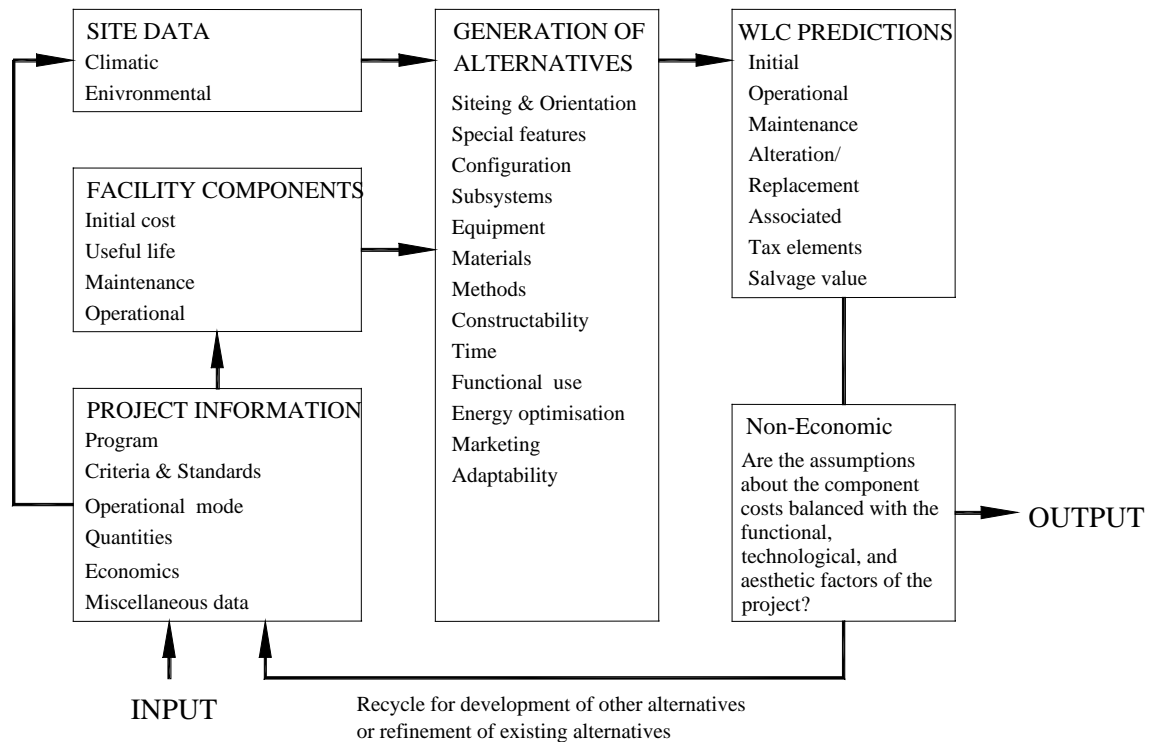 SITE DATA
Climatic
Enivronmental
FACILITY COMPONENTS
Initial cost
Useful life
Maintenance
Operational
PROJECT INFORMATION
Program
Criteria & Standards
Operational mode
Quantities
Economics
Miscellaneous data
INPUT
GENERATION OF
ALTERNATIVES
Siteing & Orientation
Special features
Configuration
Subsystems
Equipment
Materials
Methods
Constructability
Time
Functional use
Energy optimisation
Marketing
Adaptability
WLC PREDICTIONS
Initial
Operational
Maintenance
Alteration/
Replacement
Associated
Tax elements
Salvage value
Non-Economic
Are the assumptions
about the component
costs balanced with the
functional,
technological, and
aesthetic factors of the
project?
OUTPUT
Recycle for development of other alternatives
or refinement of existing alternatives